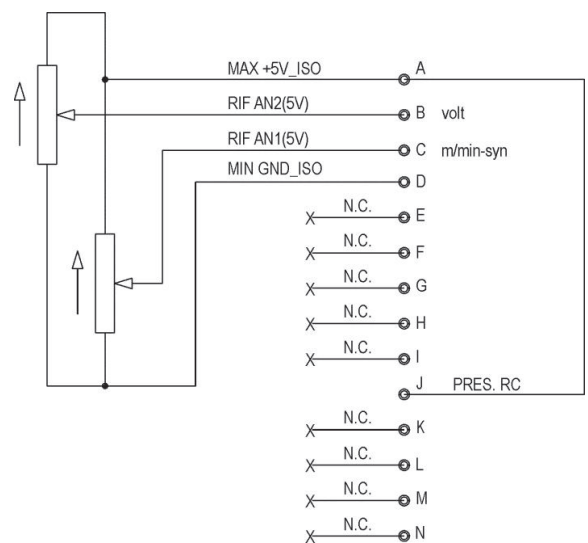 MAX +5V_ISO A
RIF AN2(5V) B volt
RIF AN1(5V) C m/min-syn
MIN GND_ISO D
N.C. E
N.C. F
N.C. G
N.C. H
N.C. I
J PRES. RC
N.C. K
N.C. L
N.C. M
N.C. N